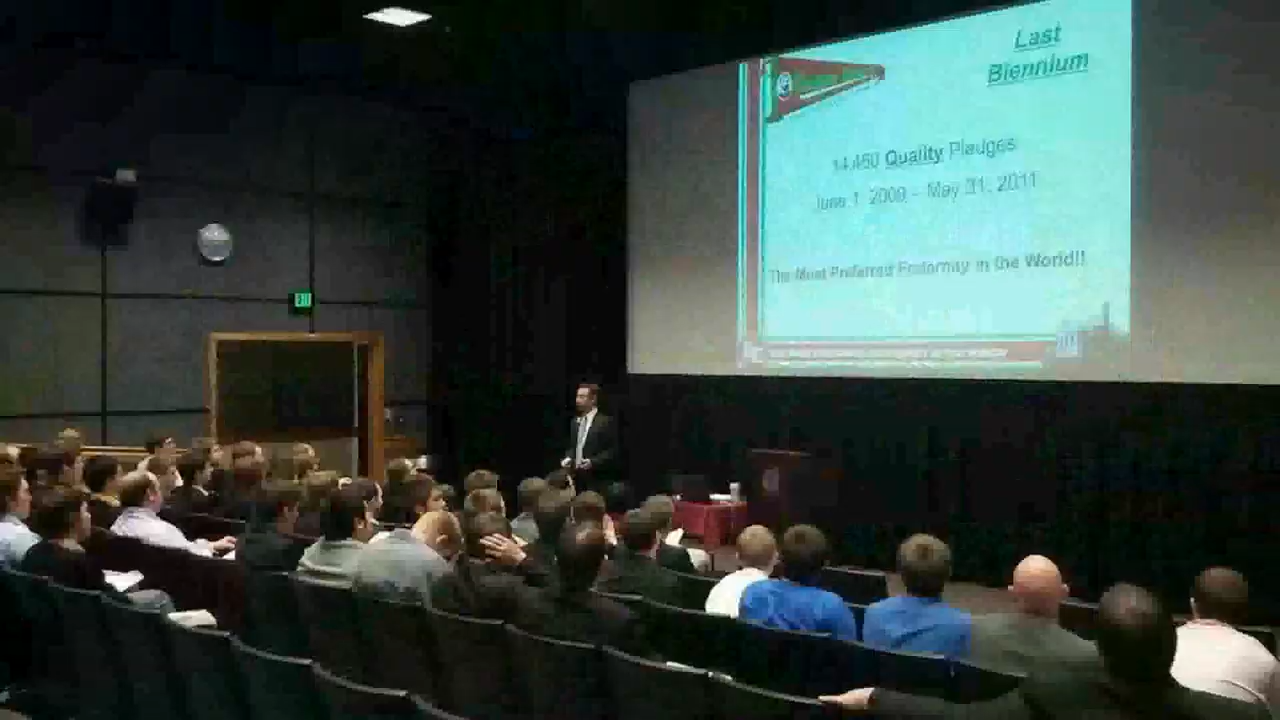 Last
Biennium
14,450 Quality Pledges
June 1, 2009 - May 31, 2011
The Most Preferred Fraternity in the World!!